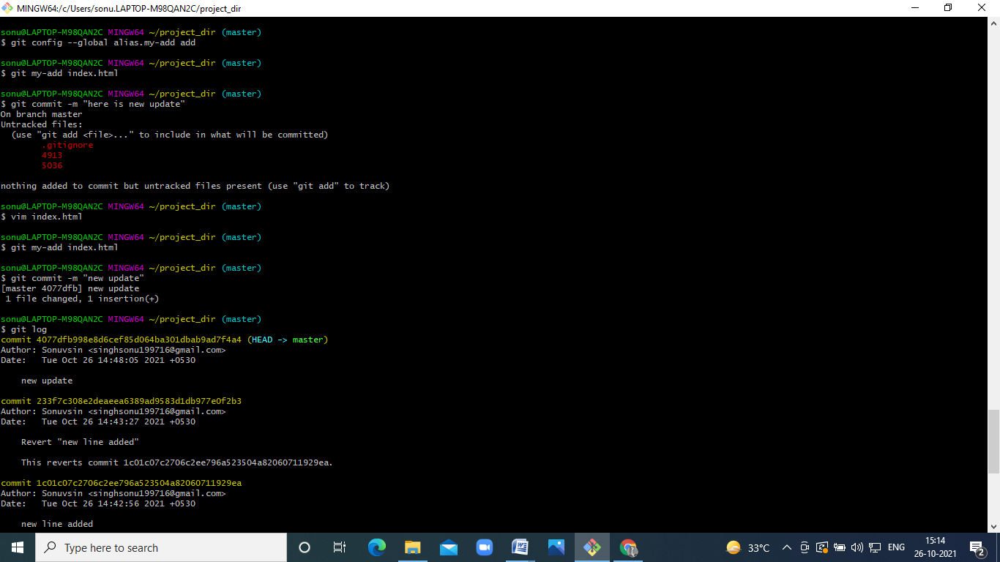 MINGW64:/c/Users/sonu.LAPTOP-M98QAN2C/project_dir
sonu@LAPTOP-M98QAN2C MINGW64 ~/project_dir (master)
$ git config --global alias.my-add add
sonu@LAPTOP-M98QAN2C MINGW64 ~/project_dir (master)
$ git my-add index.html
sonu@LAPTOP-M98QAN2C MINGW64 ~/project_dir (master)
$ git commit -m "here is new update"
On branch master
Untracked files:
  (use "git add <file>..." to include in what will be committed)
        .gitignore
        4913
        5036
nothing added to commit but untracked files present (use "git add" to track)
sonu@LAPTOP-M98QAN2C MINGW64 ~/project_dir (master)
$ vim index.html
sonu@LAPTOP-M98QAN2C MINGW64 ~/project_dir (master)
$ git my-add index.html
sonu@LAPTOP-M98QAN2C MINGW64 ~/project_dir (master)
$ git commit -m "new update"
[master 4077dfb] new update
 1 file changed, 1 insertion(+)
sonu@LAPTOP-M98QAN2C MINGW64 ~/project_dir (master)
$ git log
commit 4077dfb998e8d6cef85d064ba301dbab9ad7f4a4 (HEAD -> master)
Author: Sonuvsin <singhsonu199716@gmail.com>
Date:   Tue Oct 26 14:48:05 2021 +0530
    new update
commit 233f7c308e2deaeea6389ad9583d1db977e0f2b3
Author: Sonuvsin <singhsonu199716@gmail.com>
Date:   Tue Oct 26 14:43:27 2021 +0530
    Revert "new line added"
    This reverts commit 1c01c07c2706c2ee796a523504a82060711929ea.
commit 1c01c07c2706c2ee796a523504a82060711929ea
Author: Sonuvsin <singhsonu199716@gmail.com>
Date:   Tue Oct 26 14:42:56 2021 +0530
    new line added
Type here to search
33°C
ENG
15:14
26-10-2021
2